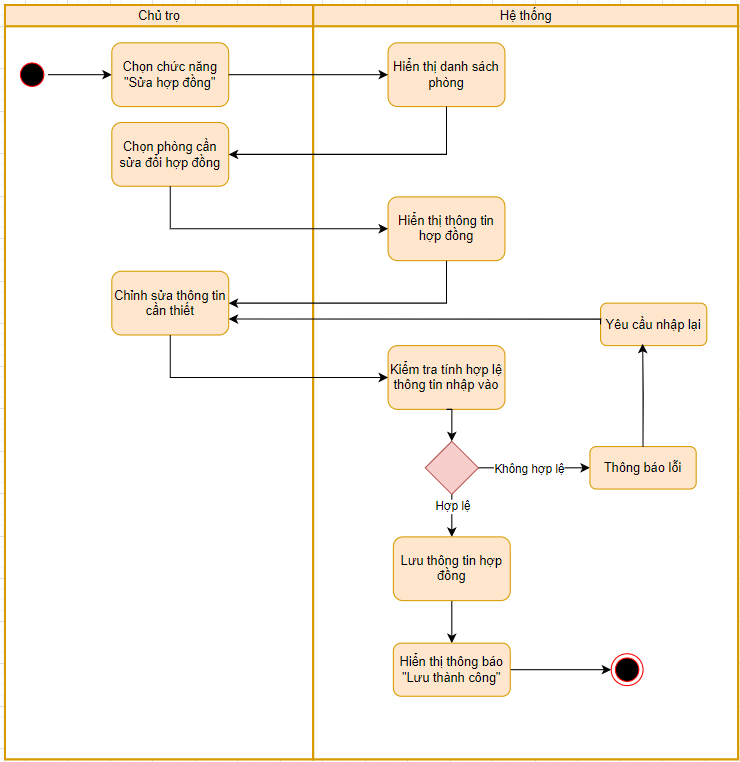 Chủ trọ
Hệ thống
Chọn chức năng
"Sửa hợp đồng"
Hiển thị danh sách
phòng
Chọn phòng cần
sửa đổi hợp đồng
Hiển thị thông tin
hợp đồng
Chỉnh sửa thông tin
cần thiết
Yêu cầu nhập lại
Kiểm tra tính hợp lệ
thông tin nhập vào
Không hợp lệ
Thông báo lỗi
Hợp lệ
Lưu thông tin hợp
đồng
Hiển thị thông báo
"Lưu thành công"